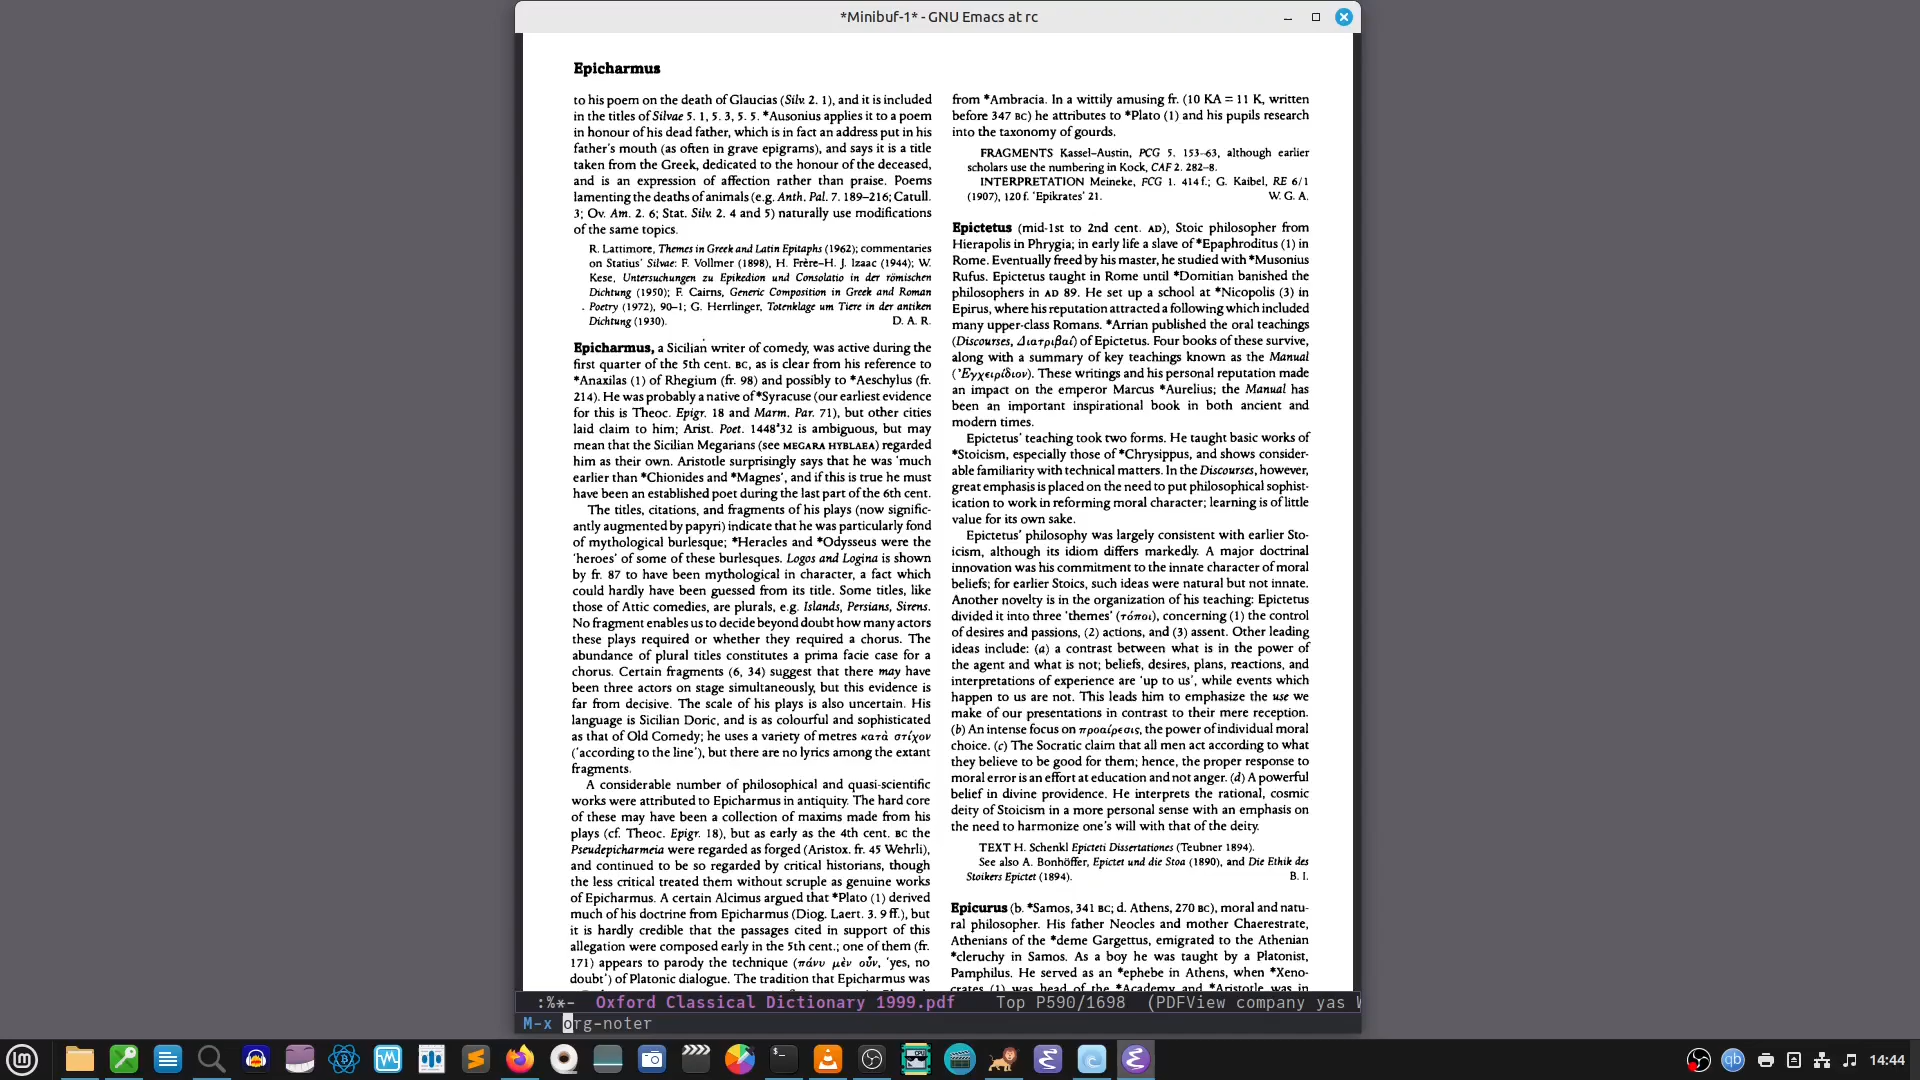 *Minibuf-1* - GNU Emacs at rc
Epicharmus
to his poem on the death of Glaucias (Silv. 2. 1), and it is included
in the titles of Silvae 5. 1, 5. 3, 5. 5. *Ausonius applies it to a poem
in honour of his dead father, which is in fact an address put in his
father's mouth (as often in grave epigrams), and says it is a title
taken from the Greek, dedicated to the honour of the deceased,
and is an expression of affection rather than praise. Poems
lamenting the deaths of animals (e.g. Anth. Pal. 7. 189–216; Catull.
3; Ov. Am. 2. 6; Stat. Silv. 2. 4 and 5) naturally use modifications
of the same topics.
R. Lattimore, Themes in Greek and Latin Epitaphs (1962); commentaries
on Statius' Silvae: F. Vollmer (1898), H. Frère–H. J. Izaac (1944); W.
Kese, Untersuchungen zu Epikedion und Consolatio in der römischen
Dichtung (1950); F. Cairns, Generic Composition in Greek and Roman
Poetry (1972), 90–1; G. Herrlinger, Totenklage um Tiere in der antiken
Dichtung (1930). D. A. R.
Epicharmus, a Sicilian writer of comedy, was active during the
first quarter of the 5th cent. BC, as is clear from his reference to
*Anaxilas (1) of Rhegium (fr. 98) and possibly to *Aeschylus (fr.
214). He was probably a native of *Syracuse (our earliest evidence
for this is Theoc. Epigr. 18 and Marm. Par. 71), but other cities
laid claim to him; Arist. Poet. 1448ª32 is ambiguous, but may
mean that the Sicilian Megarians (see MEGARA HYBLAEA) regarded
him as their own. Aristotle surprisingly says that he was 'much
earlier than *Chionides and *Magnes', and if this is true he must
have been an established poet during the last part of the 6th cent.
The titles, citations, and fragments of his plays (now signific-
antly augmented by papyri) indicate that he was particularly fond
of mythological burlesque; *Heracles and *Odysseus were the
'heroes' of some of these burlesques. Logos and Logina is shown
by fr. 87 to have been mythological in character, a fact which
could hardly have been guessed from its title. Some titles, like
those of Attic comedies, are plurals, e.g. Islands, Persians, Sirens.
No fragment enables us to decide beyond doubt how many actors
these plays required or whether they required a chorus. The
abundance of plural titles constitutes a prima facie case for a
chorus. Certain fragments (6, 34) suggest that there may have
been three actors on stage simultaneously, but this evidence is
far from decisive. The scale of his plays is also uncertain. His
language is Sicilian Doric, and is as colourful and sophisticated
as that of Old Comedy; he uses a variety of metres κατὰ στίχον
('according to the line'), but there are no lyrics among the extant
fragments.
A considerable number of philosophical and quasi-scientific
works were attributed to Epicharmus in antiquity. The hard core
of these may have been a collection of maxims made from his
plays (cf. Theoc. Epigr. 18), but as early as the 4th cent. BC the
Pseudepicharmeia were regarded as forged (Aristox. fr. 45 Wehrli),
and continued to be so regarded by critical historians, though
the less critical treated them without scruple as genuine works
of Epicharmus. A certain Alcimus argued that *Plato (1) derived
much of his doctrine from Epicharmus (Diog. Laert. 3. 9 ff.), but
it is hardly credible that the passages cited in support of this
allegation were composed early in the 5th cent.; one of them (fr.
171) appears to parody the technique (πάνυ μὲν οὖν, 'yes, no
doubt') of Platonic dialogue. The tradition that Epicharmus was
from *Ambracia. In a wittily amusing fr. (10 KA = 11 K, written
before 347 BC) he attributes to *Plato (1) and his pupils research
into the taxonomy of gourds.
FRAGMENTS Kassel–Austin, PCG 5. 153–63, although earlier
scholars use the numbering in Kock, CAF 2. 282–8.
INTERPRETATION Meineke, FCG 1. 414 f.; G. Kaibel, RE 6/1
(1907), 120 f. 'Epikrates' 21. W. G. A.
Epictetus (mid-1st to 2nd cent. AD), Stoic philosopher from
Hierapolis in Phrygia; in early life a slave of *Epaphroditus (1) in
Rome. Eventually freed by his master, he studied with *Musonius
Rufus. Epictetus taught in Rome until *Domitian banished the
philosophers in AD 89. He set up a school at *Nicopolis (3) in
Epirus, where his reputation attracted a following which included
many upper-class Romans. *Arrian published the oral teachings
(Discourses, Διατριβαί) of Epictetus. Four books of these survive,
along with a summary of key teachings known as the Manual
('Εγχειρίδιον). These writings and his personal reputation made
an impact on the emperor Marcus *Aurelius; the Manual has
been an important inspirational book in both ancient and
modern times.
Epictetus' teaching took two forms. He taught basic works of
*Stoicism, especially those of *Chrysippus, and shows consider-
able familiarity with technical matters. In the Discourses, however,
great emphasis is placed on the need to put philosophical sophist-
ication to work in reforming moral character; learning is of little
value for its own sake.
Epictetus' philosophy was largely consistent with earlier Sto-
icism, although its idiom differs markedly. A major doctrinal
innovation was his commitment to the innate character of moral
beliefs; for earlier Stoics, such ideas were natural but not innate.
Another novelty is in the organization of his teaching: Epictetus
divided it into three 'themes' (τόποι), concerning (1) the control
of desires and passions, (2) actions, and (3) assent. Other leading
ideas include: (a) a contrast between what is in the power of
the agent and what is not; beliefs, desires, plans, reactions, and
interpretations of experience are 'up to us', while events which
happen to us are not. This leads him to emphasize the use we
make of our presentations in contrast to their mere reception.
(b) An intense focus on προαίρεσις, the power of individual moral
choice. (c) The Socratic claim that all men act according to what
they believe to be good for them; hence, the proper response to
moral error is an effort at education and not anger. (d) A powerful
belief in divine providence. He interprets the rational, cosmic
deity of Stoicism in a more personal sense with an emphasis on
the need to harmonize one's will with that of the deity.
TEXT H. Schenkl Epicteti Dissertationes (Teubner 1894).
See also A. Bonhöffer, Epictet und die Stoa (1890), and Die Ethik des
Stoikers Epictet (1894). B. I.
Epicurus (b. *Samos, 341 BC; d. Athens, 270 BC), moral and natu-
ral philosopher. His father Neocles and mother Chaerestrate,
Athenians of the *deme Gargettus, emigrated to the Athenian
*cleruchy in Samos. As a boy he was taught by a Platonist,
Pamphilus. He served as an *ephebe in Athens, when *Xeno-
crates (1) was head of the *Academy and *Aristotle was in
:%*- Oxford Classical Dictionary 1999.pdf Top P590/1698 (PDFView company yas W
M-x org-noter
14:44